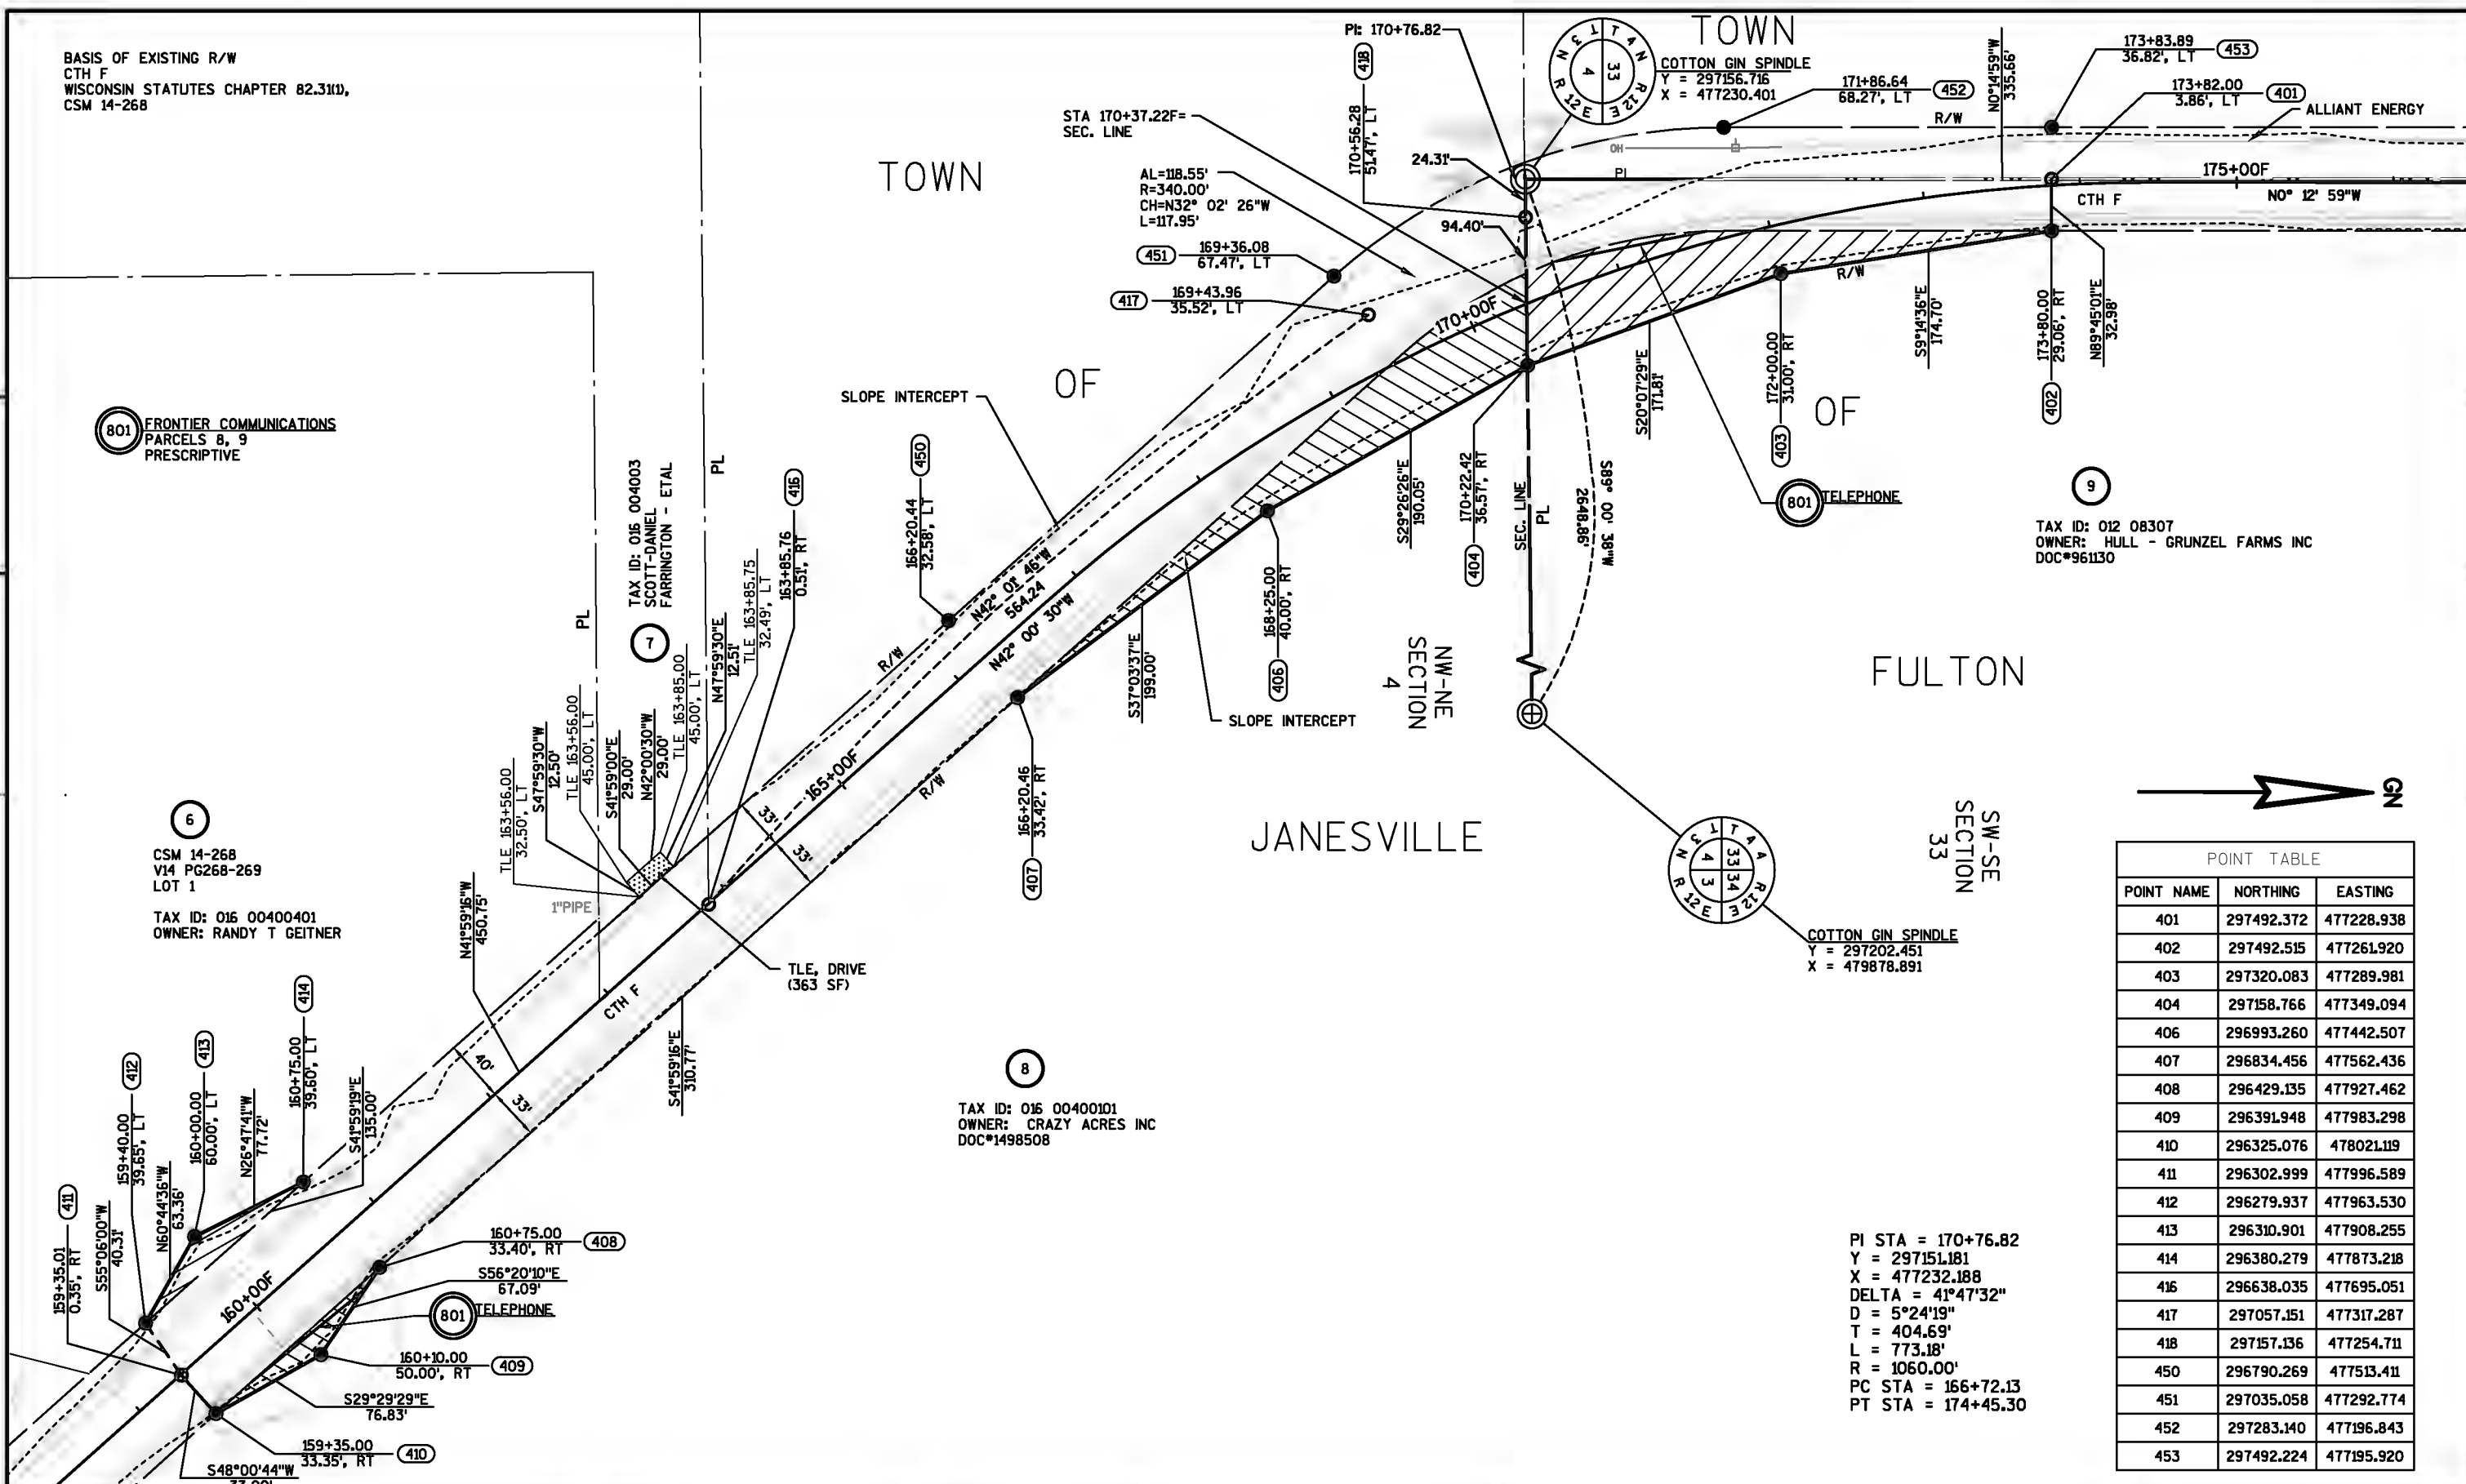 BASIS OF EXISTING R/W
CTH F
WISCONSIN STATUTES CHAPTER 82.31(1),
CSM 14-268
TOWN
OF
JANESVILLE
TOWN
OF
FULTON
PI: 170+76.82
418
170+56.28
51.47', LT
T 3 N
T 4 N
4
33
R 12 E
R 12 E
COTTON GIN SPINDLE
Y = 297156.716
X = 477230.401
171+86.64
68.27', LT
452
N0°14'59"W
335.66'
173+83.89
36.82', LT
453
173+82.00
3.86', LT
401
ALLIANT ENERGY
R/W
OH
PL
175+00F
CTH F
N0° 12' 59"W
STA 170+37.22F=
SEC. LINE
24.31'
94.40'
AL=118.55'
R=340.00'
CH=N32° 02' 26"W
L=117.95'
451
169+36.08
67.47', LT
417
169+43.96
35.52', LT
170+00F
R/W
S9°14'36"E
174.70'
173+80.00
29.06', RT
402
N89°45'01"E
32.98'
172+00.00
31.00', RT
403
S20°07'29"E
171.81'
801
TELEPHONE
S89° 00' 38"W
2648.86'
SEC. LINE
PL
170+22.42
36.57', RT
404
S29°26'26"E
190.05'
168+25.00
40.00', RT
406
S37°03'37"E
199.00'
SLOPE INTERCEPT
SLOPE INTERCEPT
801
FRONTIER COMMUNICATIONS
PARCELS 8, 9
PRESCRIPTIVE
9
TAX ID: 012 08307
OWNER: HULL - GRUNZEL FARMS INC
DOC#961130
TAX ID: 016 004003
SCOTT-DANIEL
FARRINGTON - ETAL
7
PL
PL
416
163+85.76
0.51', RT
450
166+20.44
32.58', LT
N42° 01' 46"W
564.24
N42° 00' 30"W
R/W
R/W
165+00F
33'
33'
166+20.46
33.42', RT
407
NW-NE
SECTION
4
SW-SE
SECTION
33
GN
TLE 163+56.00
32.50', LT
S47°59'30"W
12.50'
TLE 163+56.00
45.00', LT
S41°59'00"E
29.00'
N42°00'30"W
29.00'
TLE 163+85.00
45.00', LT
N47°59'30"E
12.51'
TLE 163+85.75
32.49', LT
1"PIPE
TLE, DRIVE
(363 SF)
6
CSM 14-268
V14 PG268-269
LOT 1
TAX ID: 016 00400401
OWNER: RANDY T GEITNER
N41°59'16"W
450.75'
CTH F
S41°59'16"E
310.77'
40'
33'
8
TAX ID: 016 00400101
OWNER: CRAZY ACRES INC
DOC#1498508
T 3 N
4
3
33
34
R 12 E
R 12 E
COTTON GIN SPINDLE
Y = 297202.451
X = 479878.891
411
159+35.01
0.35', RT
S55°06'00"W
40.31'
412
159+40.00
39.65', LT
N60°44'36"W
63.36'
413
160+00.00
60.00', LT
N26°47'41"W
77.72'
414
160+75.00
39.60', LT
S41°59'19"E
135.00'
160+00F
160+75.00
33.40', RT
408
S56°20'10"E
67.09'
801
TELEPHONE
160+10.00
50.00', RT
409
S29°29'29"E
76.83'
159+35.00
33.35', RT
410
S48°00'44"W
PI STA = 170+76.82
Y = 297151.181
X = 477232.188
DELTA = 41°47'32"
D = 5°24'19"
T = 404.69'
L = 773.18'
R = 1060.00'
PC STA = 166+72.13
PT STA = 174+45.30
POINT TABLE
POINT NAME NORTHING EASTING
401 297492.372 477228.938
402 297492.515 477261.920
403 297320.083 477289.981
404 297158.766 477349.094
406 296993.260 477442.507
407 296834.456 477562.436
408 296429.135 477927.462
409 296391.948 477983.298
410 296325.076 478021.119
411 296302.999 477996.589
412 296279.937 477963.530
413 296310.901 477908.255
414 296380.279 477873.218
416 296638.035 477695.051
417 297057.151 477317.287
418 297157.136 477254.711
450 296790.269 477513.411
451 297035.058 477292.774
452 297283.140 477196.843
453 297492.224 477195.920